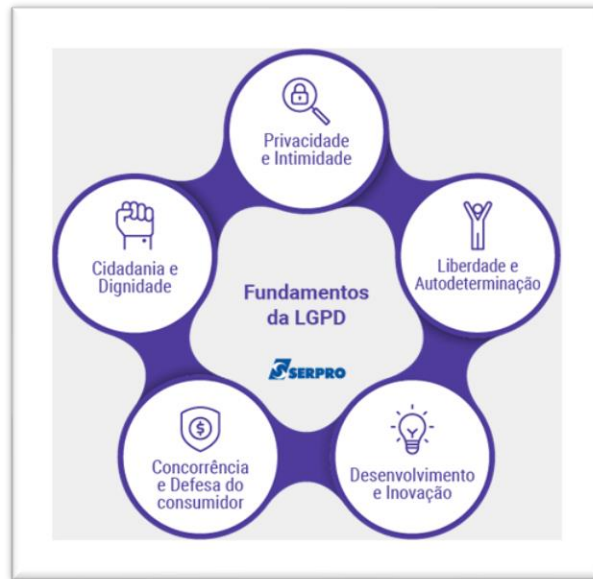 Privacidade
e Intimidade
Cidadania e
Dignidade
Liberdade e
Autodeterminação
Fundamentos
da LGPD
SERPRO
Concorrência
e Defesa do
consumidor
Desenvolvimento
e Inovação
$